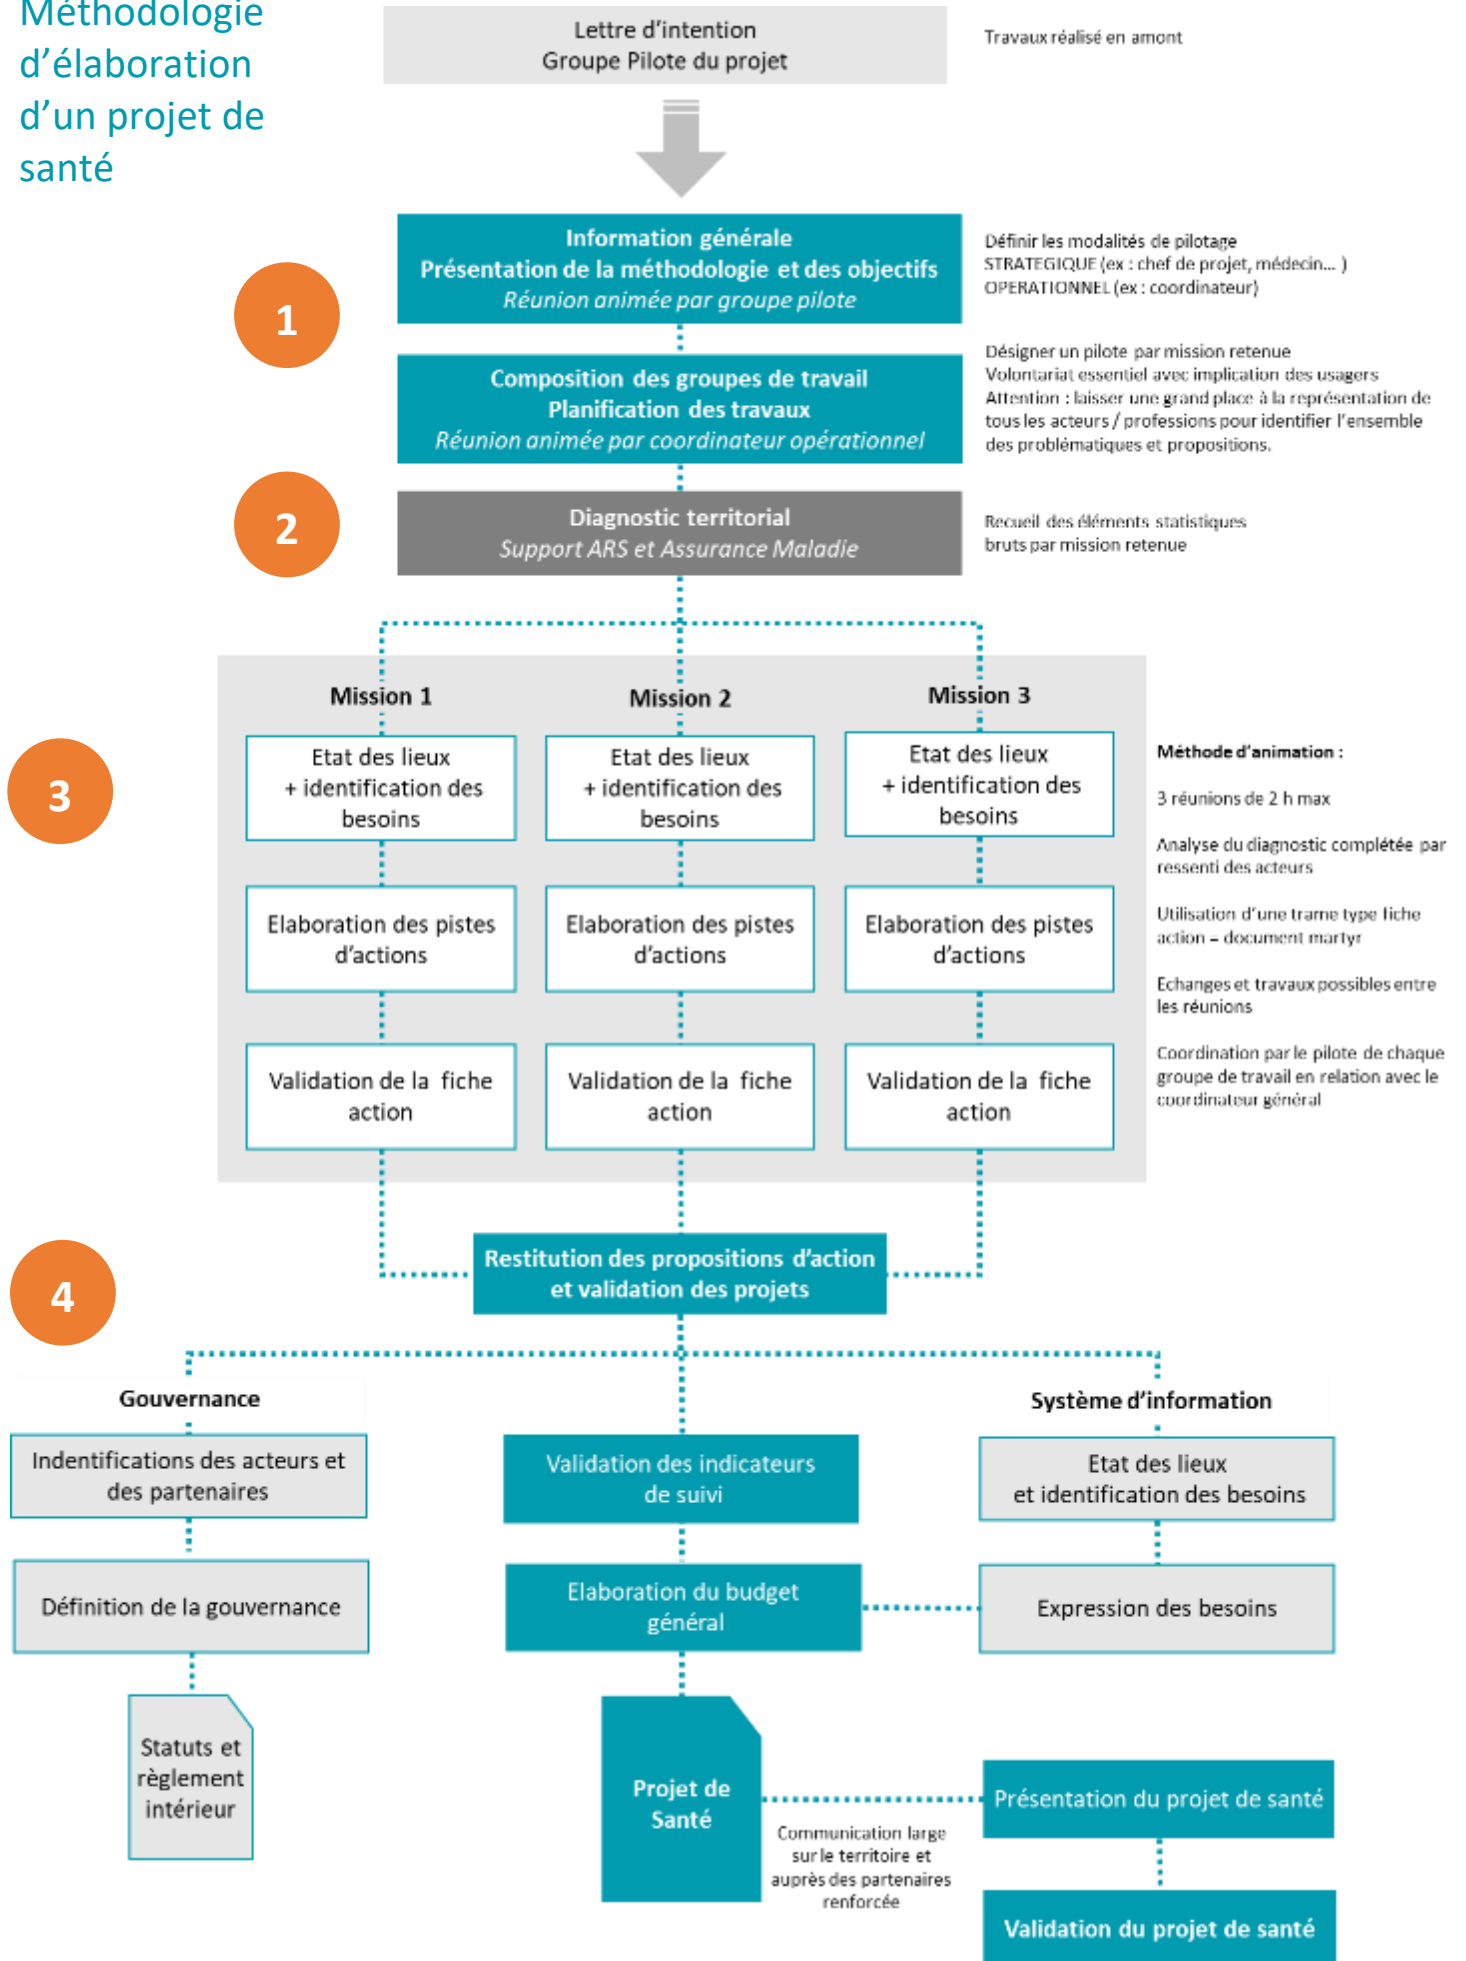 Méthodologie
d’élaboration
d’un projet de
santé
Lettre d’intention
Groupe Pilote du projet
Travaux réalisé en amont
1
Information générale
Présentation de la méthodologie et des objectifs
Réunion animée par groupe pilote
Définir les modalités de pilotage
STRATEGIQUE (ex : chef de projet, médecin... )
OPERATIONNEL (ex : coordinateur)
Composition des groupes de travail
Planification des travaux
Réunion animée par coordinateur opérationnel
Désigner un pilote par mission retenue
Volontariat essentiel avec implication des usagers
Attention : laisser une grand place à la représentation de
tous les acteurs / professions pour identifier l’ensemble
des problématiques et propositions.
2
Diagnostic territorial
Support ARS et Assurance Maladie
Recueil des éléments statistiques
bruts par mission retenue
3
Mission 1
Etat des lieux
+ identification des
besoins
Elaboration des pistes
d’actions
Validation de la fiche
action
Mission 2
Etat des lieux
+ identification des
besoins
Elaboration des pistes
d’actions
Validation de la fiche
action
Mission 3
Etat des lieux
+ identification des
besoins
Elaboration des pistes
d’actions
Validation de la fiche
action
Méthode d’animation :
3 réunions de 2 h max
Analyse du diagnostic complétée par
ressenti des acteurs
Utilisation d’une trame type fiche
action = document martyr
Echanges et travaux possibles entre
les réunions
Coordination par le pilote de chaque
groupe de travail en relation avec le
coordinateur général
4
Restitution des propositions d’action
et validation des projets
Gouvernance
Indentifications des acteurs et
des partenaires
Définition de la gouvernance
Statuts et
règlement
intérieur
Validation des indicateurs
de suivi
Elaboration du budget
général
Projet de
Santé
Système d’information
Etat des lieux
et identification des besoins
Expression des besoins
Communication large
sur le territoire et
auprès des partenaires
renforcée
Présentation du projet de santé
Validation du projet de santé